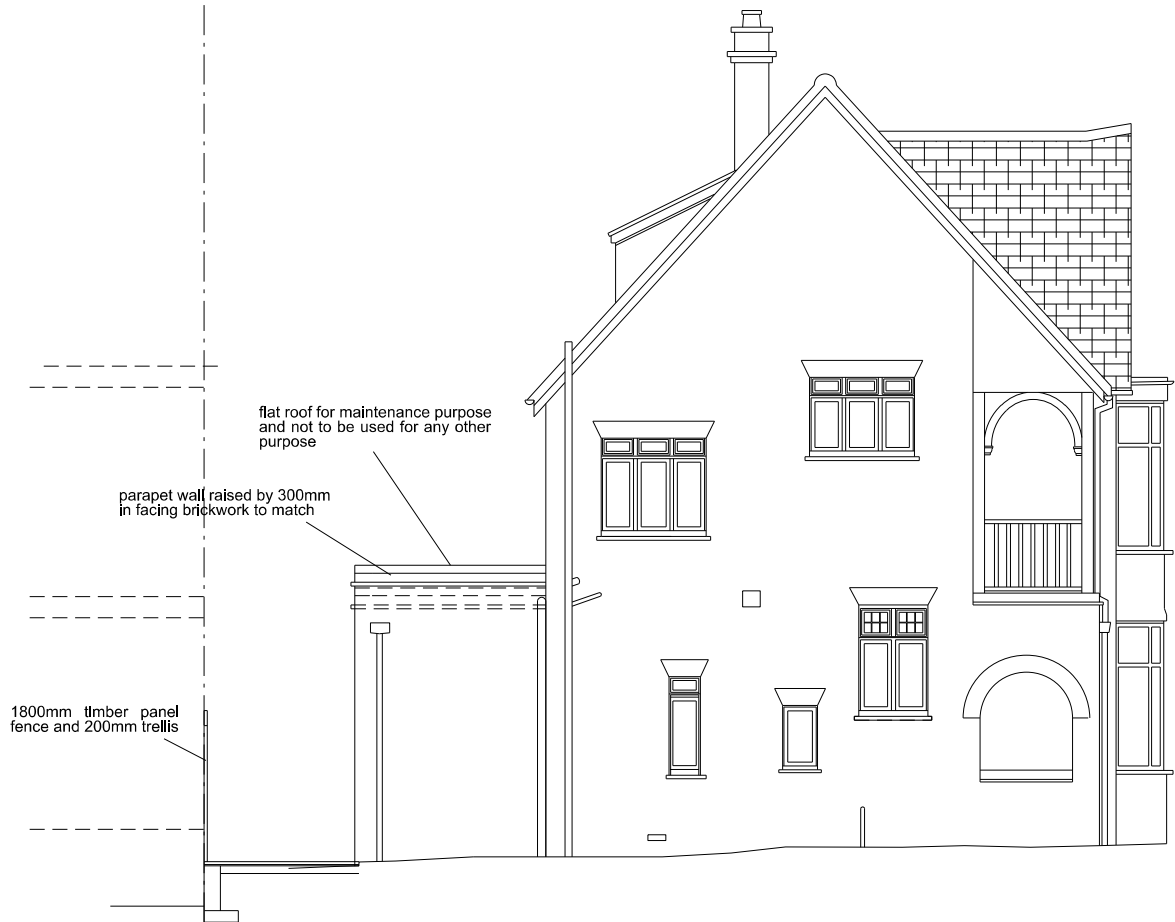 flat roof for maintenance purpose
and not to be used for any other
purpose
parapet wall raised by 300mm
in facing brickwork to match
1800mm timber panel
fence and 200mm trellis